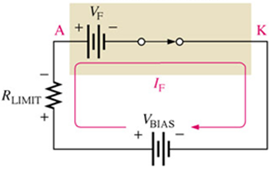 V_F
A + − K
I_F
−
R_LIMIT
+
V_BIAS
+ −